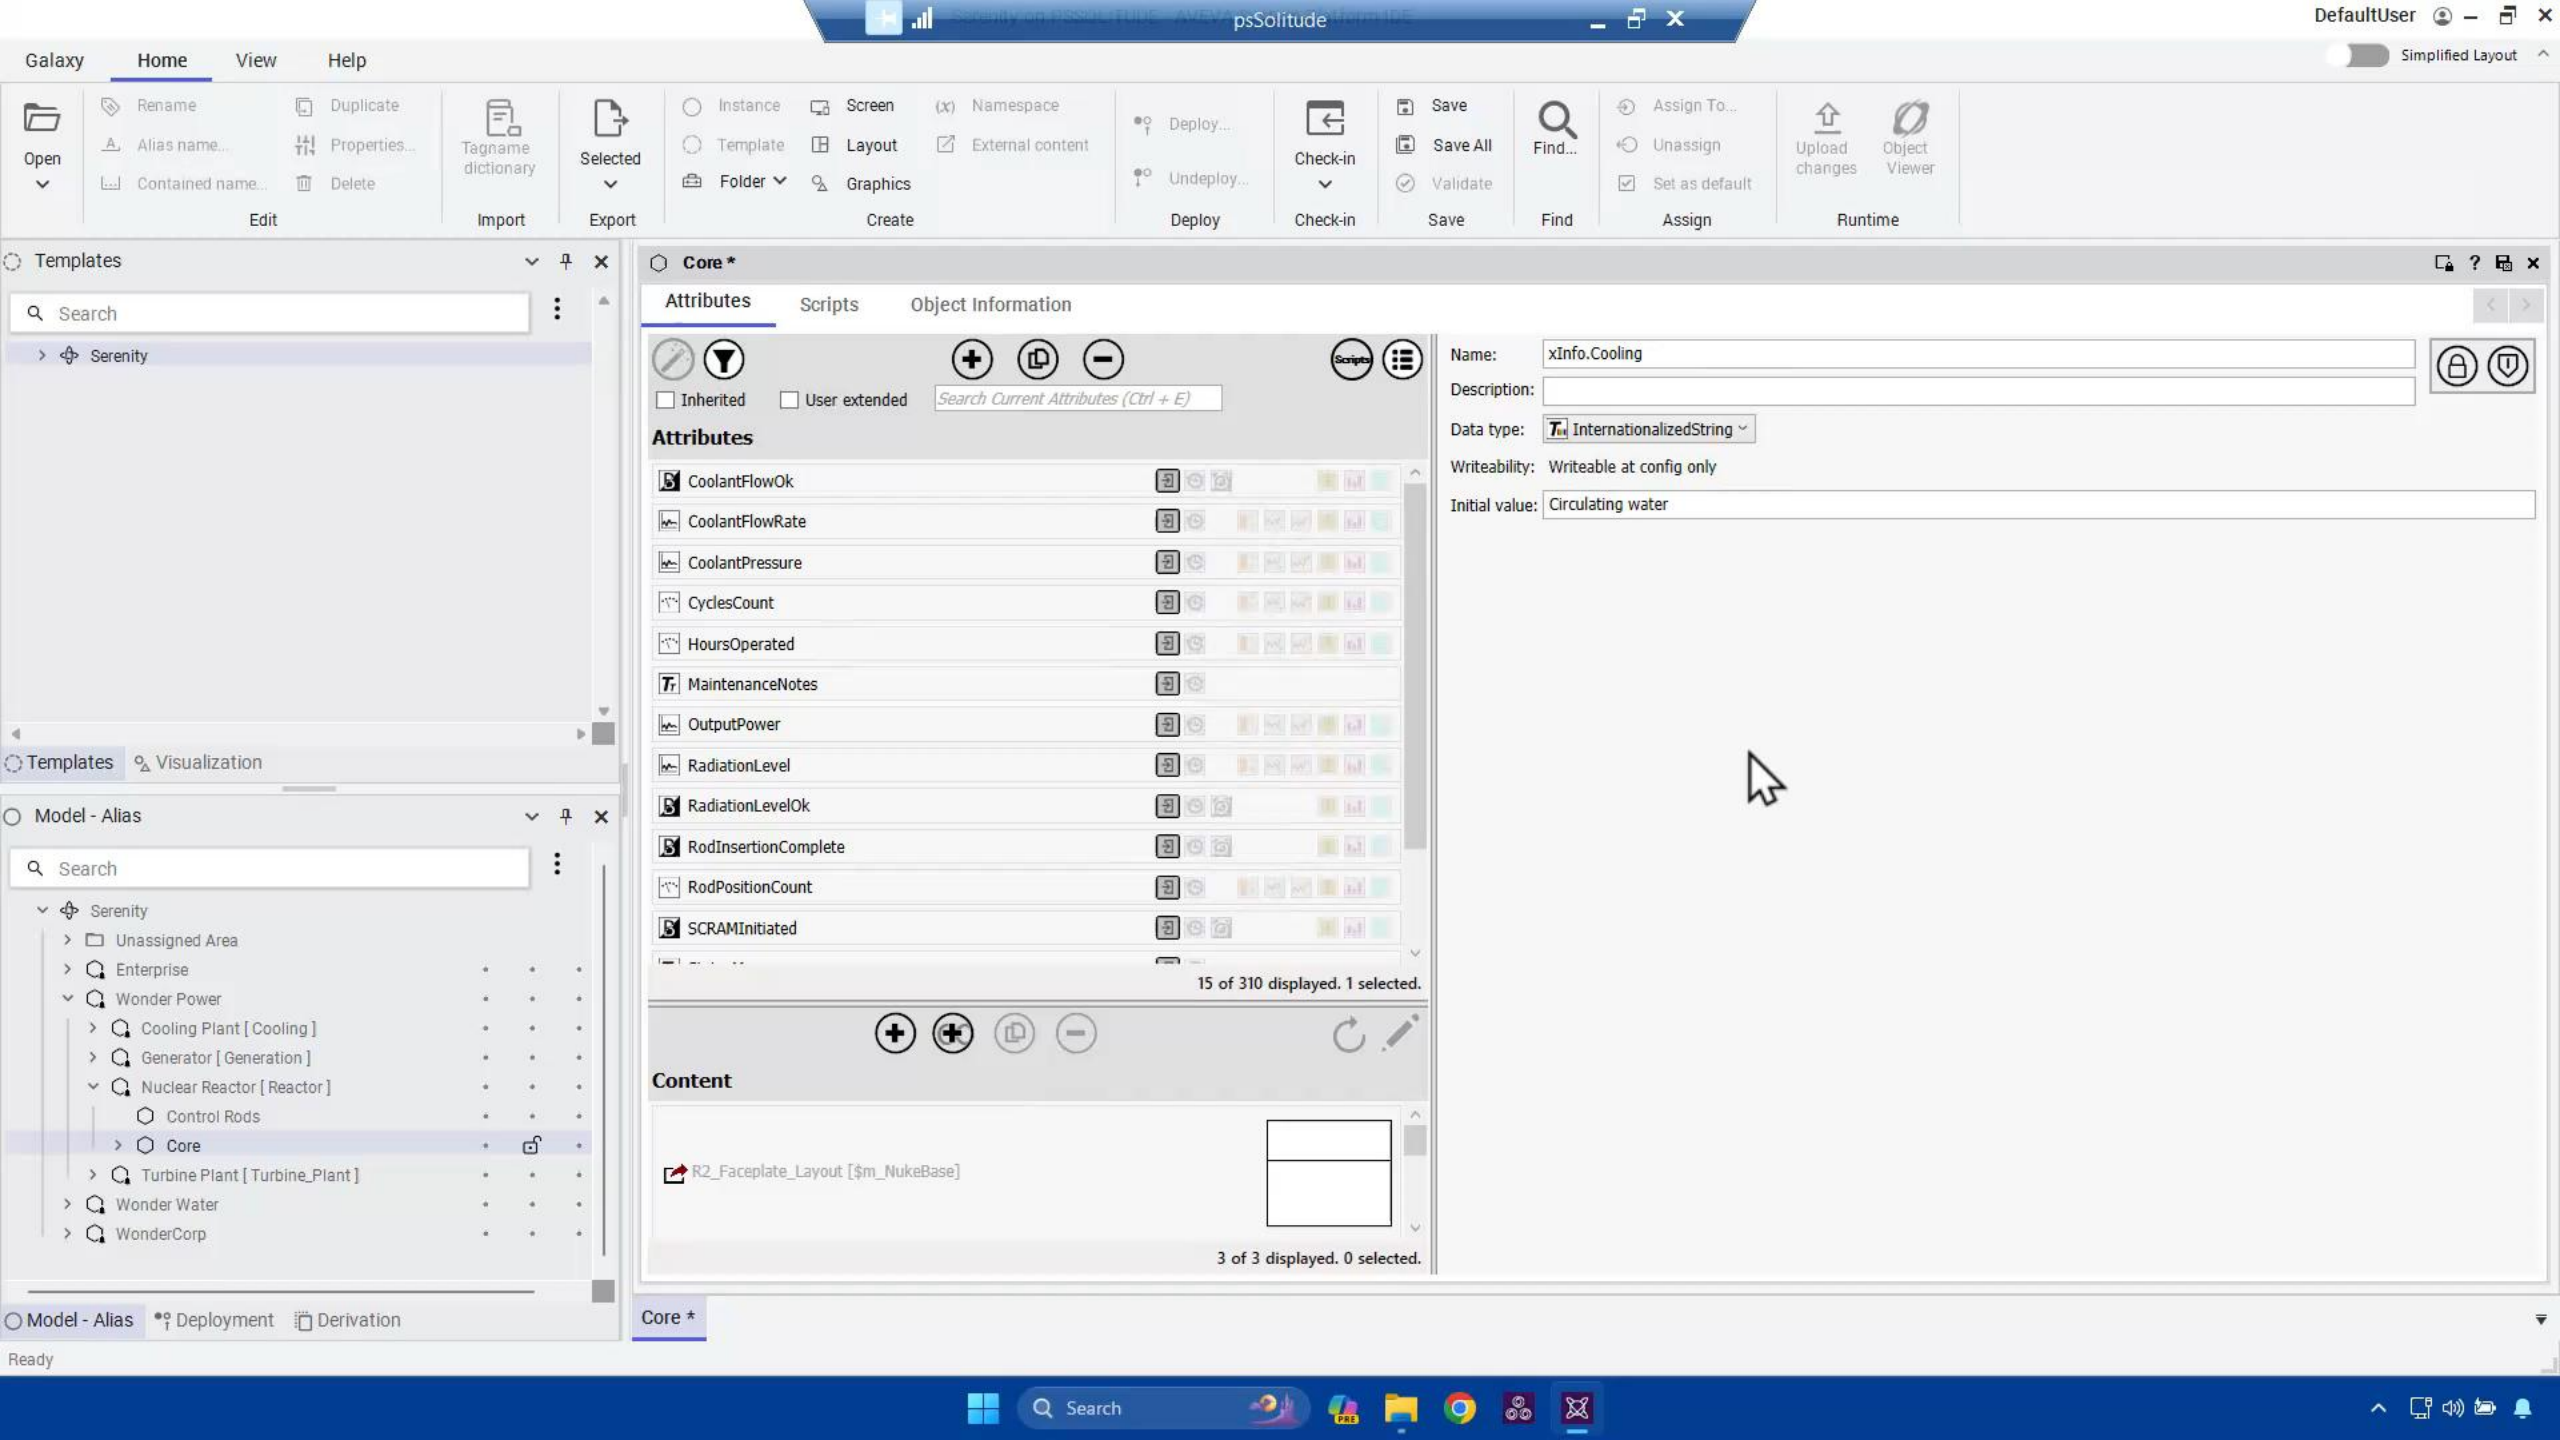 psSolitude
DefaultUser
Galaxy Home View Help
Simplified Layout
Open
Rename
Alias name...
Contained name...
Duplicate
Properties...
Delete
Edit
Tagname
dictionary
Import
Selected
Export
Instance
Template
Folder
Screen
Layout
Graphics
Namespace
External content
Create
Deploy...
Undeploy...
Deploy
Check-in
Check-in
Save
Save All
Validate
Save
Find...
Find
Assign To...
Unassign
Set as default
Assign
Upload
changes
Object
Viewer
Runtime
Templates
Search
Serenity
Templates Visualization
Model - Alias
Search
Serenity
Unassigned Area
Enterprise
Wonder Power
Cooling Plant [ Cooling ]
Generator [ Generation ]
Nuclear Reactor [ Reactor ]
Control Rods
Core
Turbine Plant [ Turbine_Plant ]
Wonder Water
WonderCorp
Model - Alias Deployment Derivation
Ready
Core *
Attributes Scripts Object Information
Scripts
Inherited User extended Search Current Attributes (Ctrl + E)
Attributes
CoolantFlowOk
CoolantFlowRate
CoolantPressure
CyclesCount
HoursOperated
MaintenanceNotes
OutputPower
RadiationLevel
RadiationLevelOk
RodInsertionComplete
RodPositionCount
SCRAMInitiated
15 of 310 displayed. 1 selected.
Content
R2_Faceplate_Layout [$m_NukeBase]
3 of 3 displayed. 0 selected.
Name: xInfo.Cooling
Description:
Data type: InternationalizedString
Writeability: Writeable at config only
Initial value: Circulating water
Core *
Search
PRE